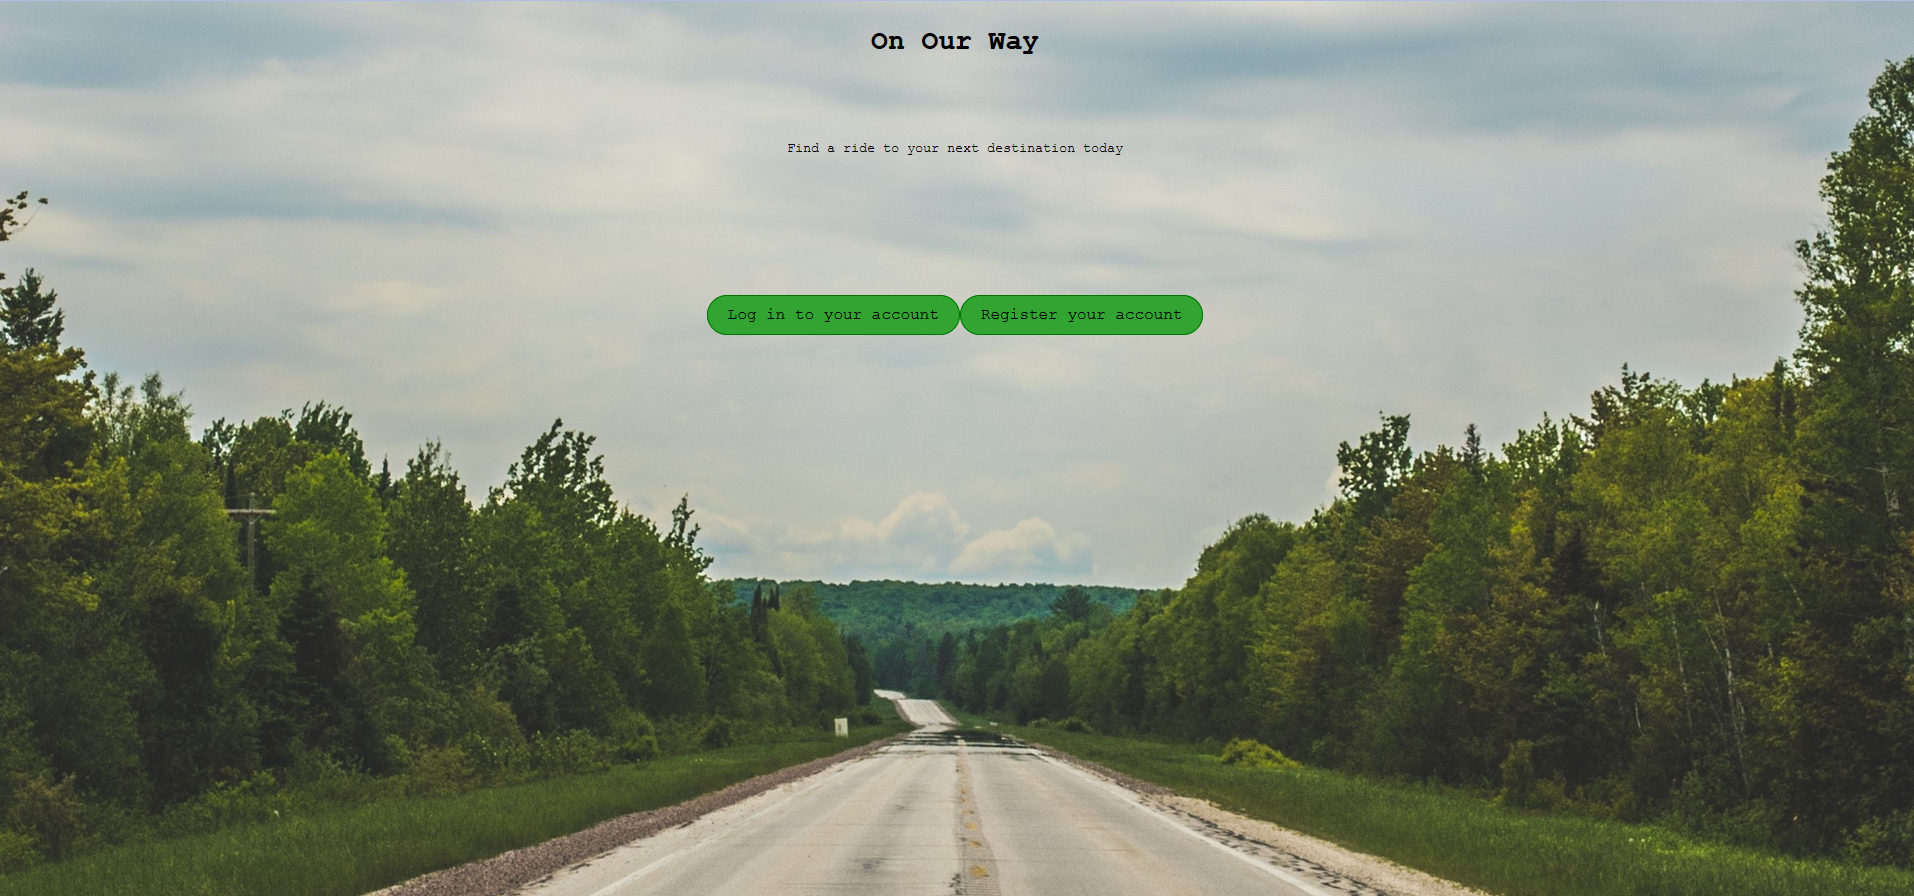 On Our Way
Find a ride to your next destination today
Log in to your account
Register your account